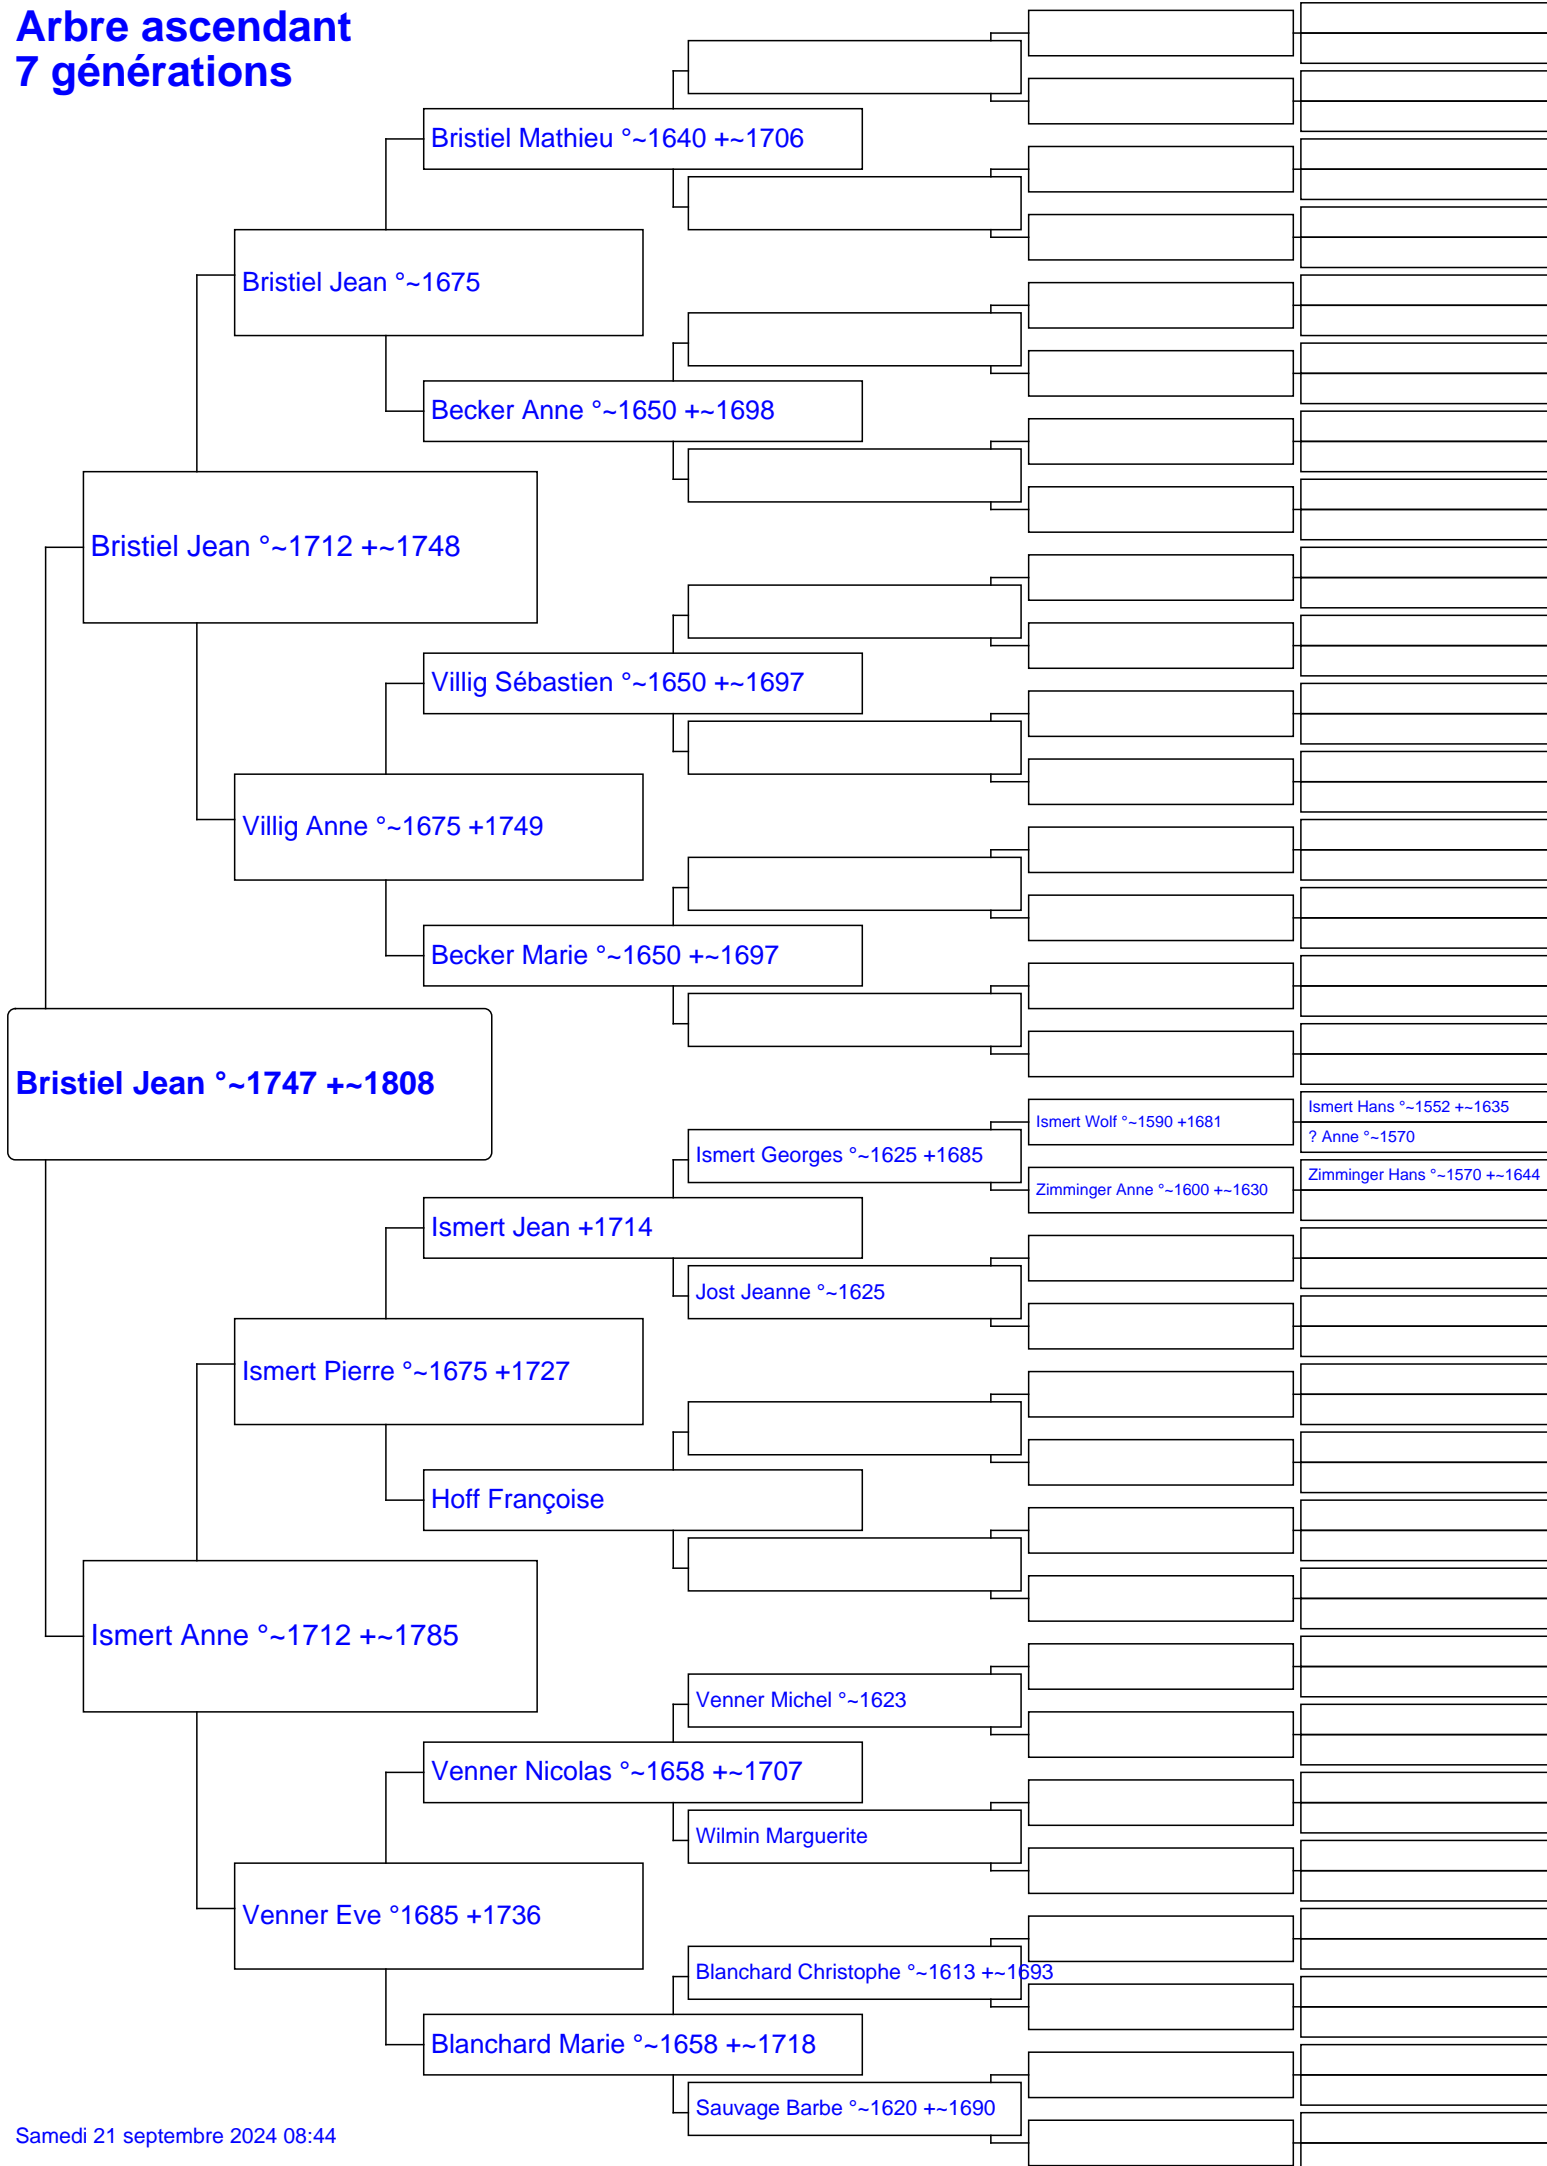 Arbre ascendant
7 générations
Bristiel Mathieu °~1640 +~1706
Bristiel Jean °~1675
Becker Anne °~1650 +~1698
Bristiel Jean °~1712 +~1748
Villig Sébastien °~1650 +~1697
Villig Anne °~1675 +1749
Becker Marie °~1650 +~1697
Bristiel Jean °~1747 +~1808
Ismert Hans °~1552 +~1635
Ismert Wolf °~1590 +1681
? Anne °~1570
Ismert Georges °~1625 +1685
Zimminger Hans °~1570 +~1644
Zimminger Anne °~1600 +~1630
Ismert Jean +1714
Jost Jeanne °~1625
Ismert Pierre °~1675 +1727
Hoff Françoise
Ismert Anne °~1712 +~1785
Venner Michel °~1623
Venner Nicolas °~1658 +~1707
Wilmin Marguerite
Venner Eve °1685 +1736
Blanchard Christophe °~1613 +~1693
Blanchard Marie °~1658 +~1718
Sauvage Barbe °~1620 +~1690
Samedi 21 septembre 2024 08:44